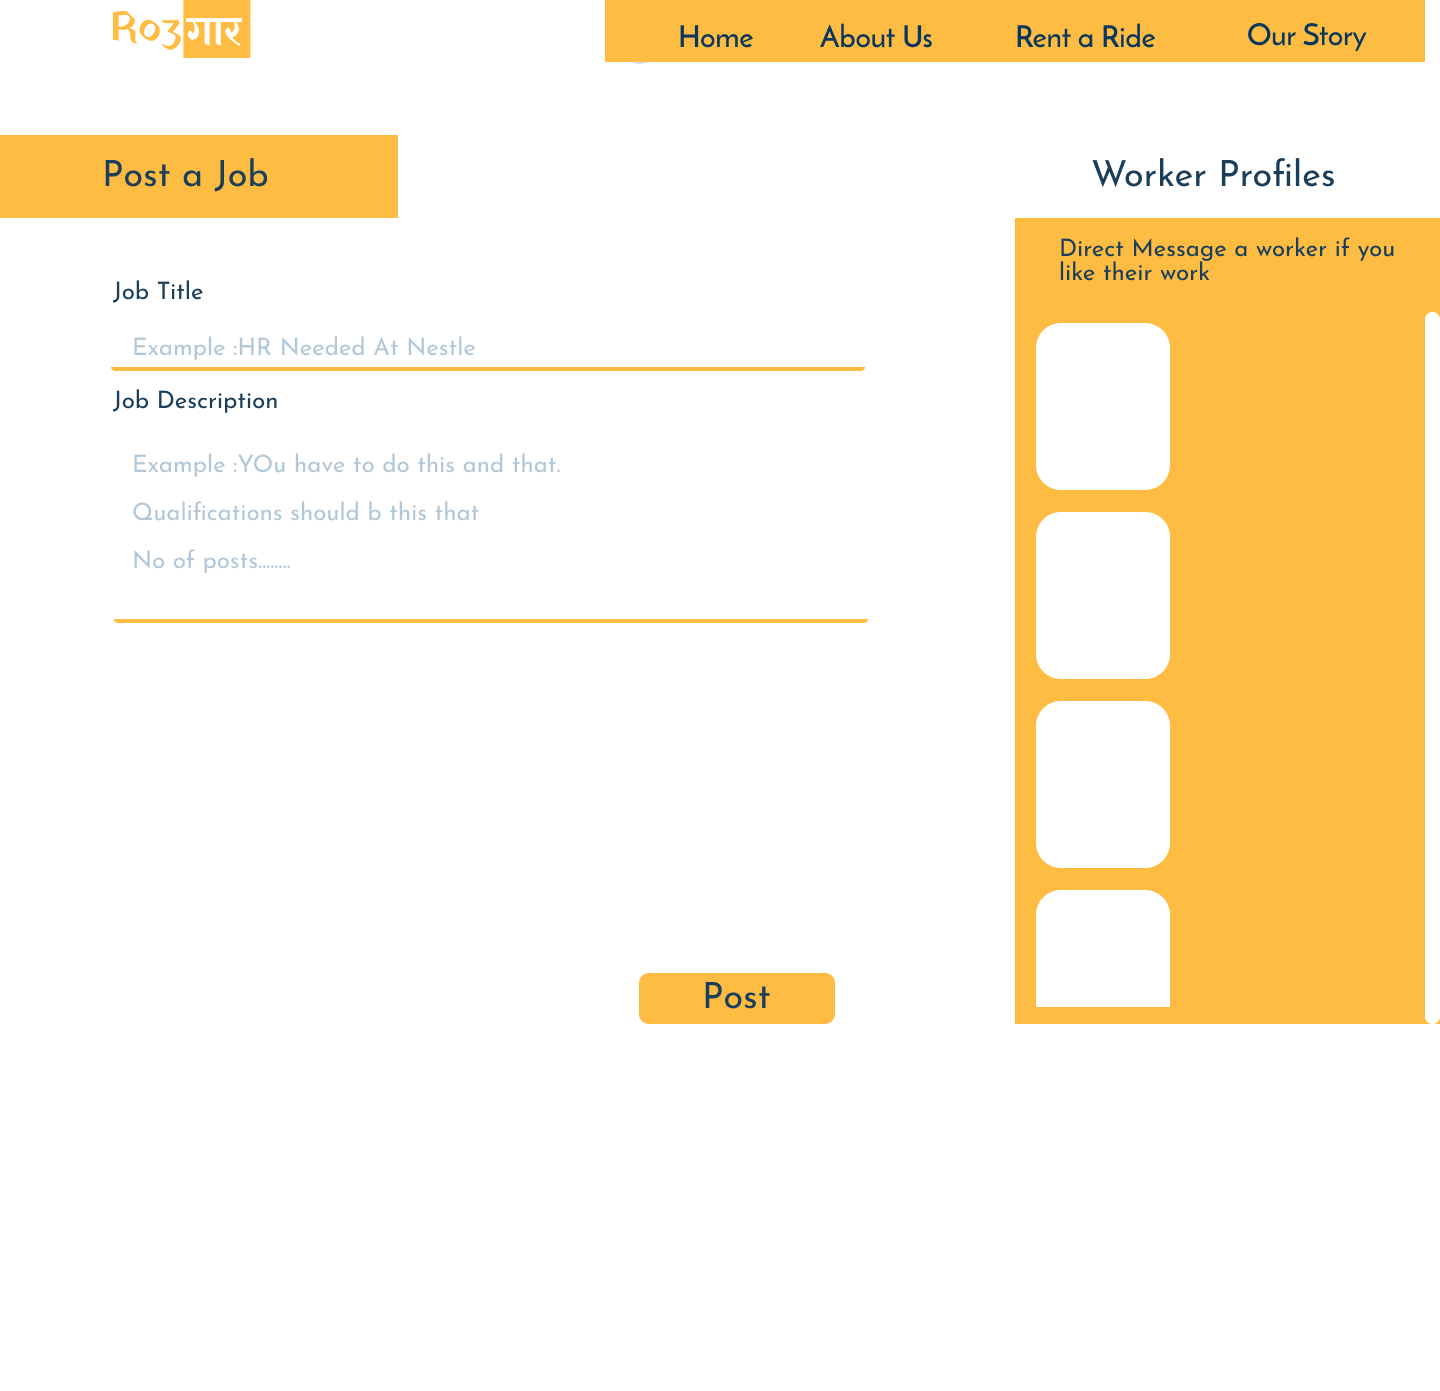 Rozगार
Home About Us Rent a Ride Our Story
Post a Job
Worker Profiles
Direct Message a worker if you
like their work
Job Title
Example :HR Needed At Nestle
Job Description
Example :YOu have to do this and that.
Qualifications should b this that
No of posts........
Post